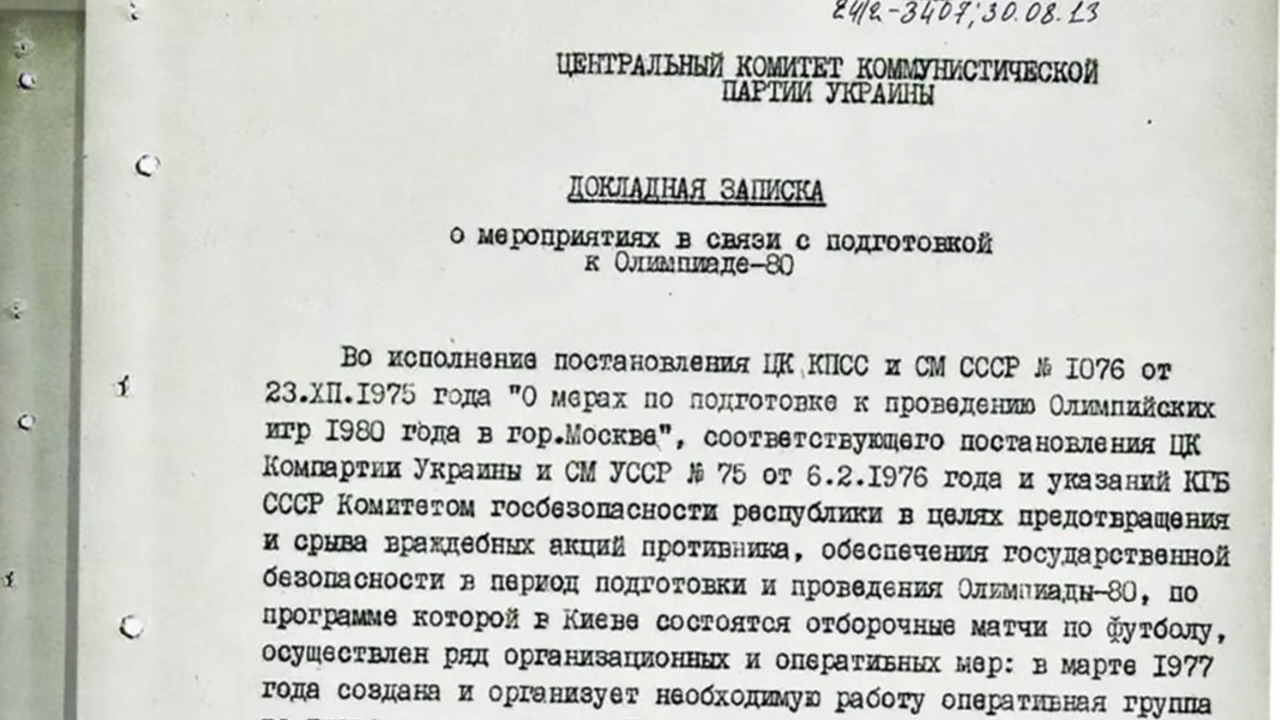 24/2-3407; 30.08.13
ЦЕНТРАЛЬНЫЙ КОМИТЕТ КОММУНИСТИЧЕСКОЙ
ПАРТИИ УКРАИНЫ
ДОКЛАДНАЯ ЗАПИСКА
о мероприятиях в связи с подготовкой
к Олимпиаде-80
Во исполнение постановления ЦК КПСС и СМ СССР № 1076 от
23.ХП.1975 года "О мерах по подготовке к проведению Олимпийских
игр 1980 года в гор.Москве", соответствующего постановления ЦК
Компартии Украины и СМ УССР № 75 от 6.2.1976 года и указаний КГБ
СССР Комитетом госбезопасности республики в целях предотвращения
и срыва враждебных акций противника, обеспечения государственной
безопасности в период подготовки и проведения Олимпиады-80, по
программе которой в Киеве состоятся отборочные матчи по футболу,
осуществлен ряд организационных и оперативных мер: в марте 1977
года создана и организует необходимую работу оперативная группа